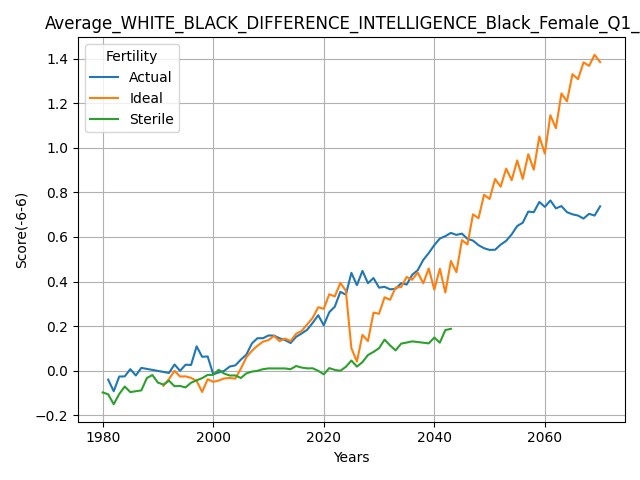 Average_WHITE_BLACK_DIFFERENCE_INTELLIGENCE_Black_Female_Q1_
Fertility
Actual
Ideal
Sterile
1.4
1.2
1.0
0.8
0.6
0.4
0.2
0.0
−0.2
Score(-6-6)
1980
2000
2020
2040
2060
Years